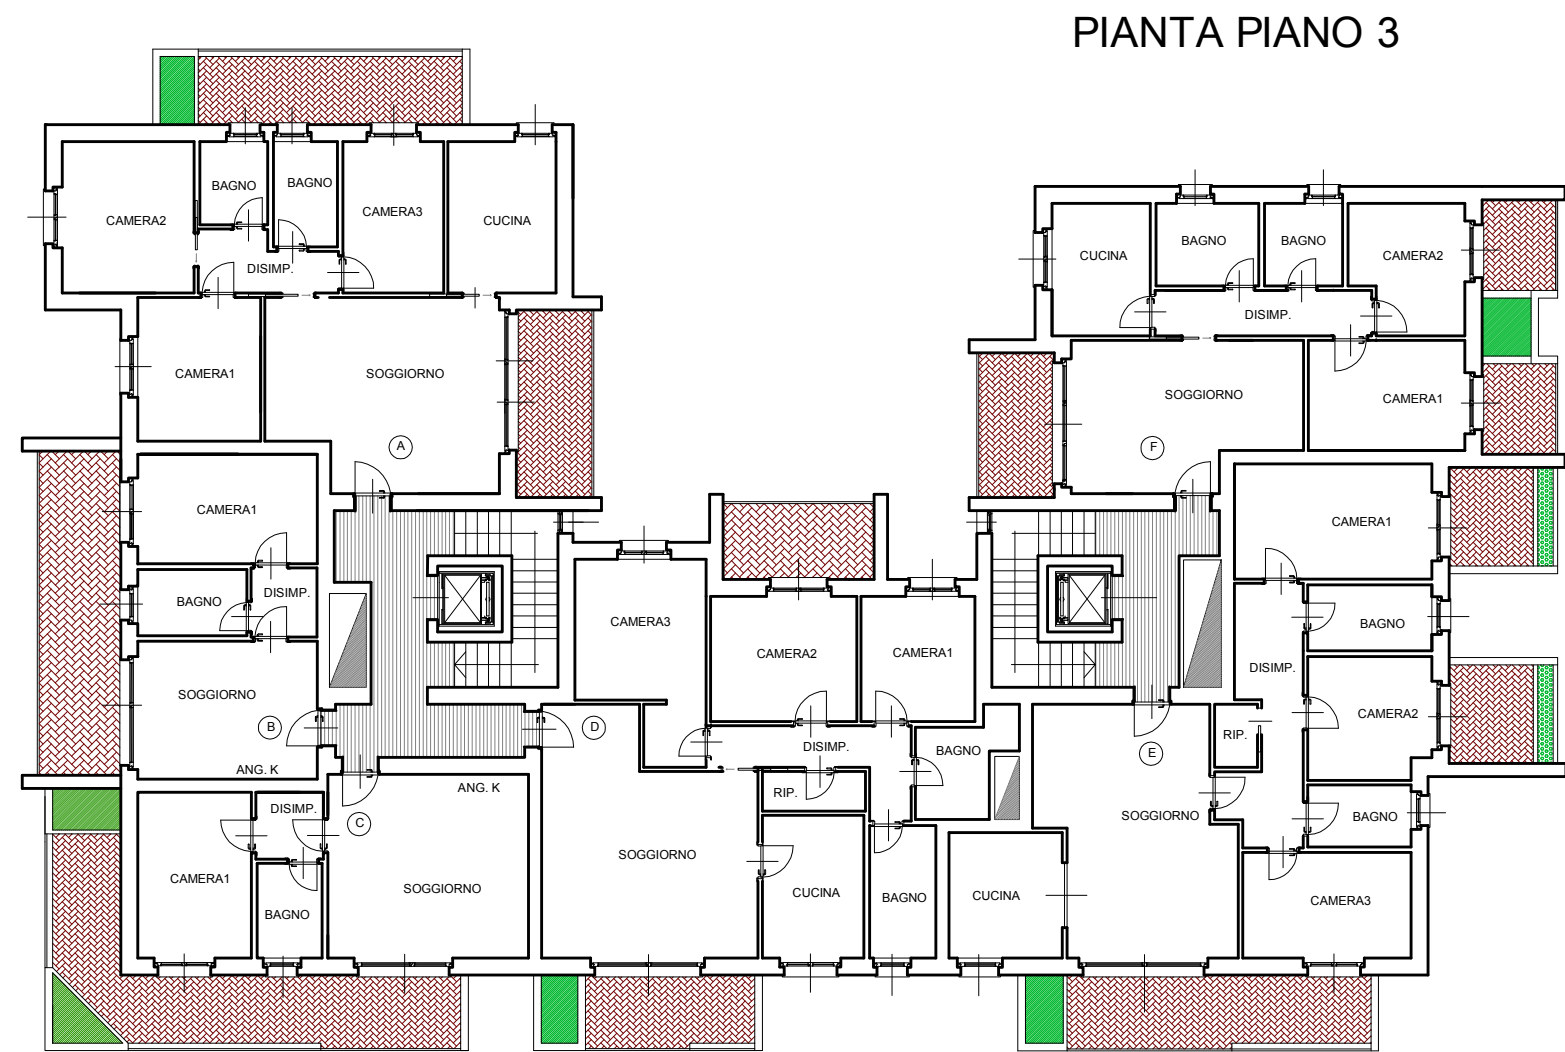 PIANTA PIANO 3
BAGNO
BAGNO
CAMERA2
CAMERA3
CUCINA
DISIMP.
CAMERA1
SOGGIORNO
A
BAGNO
BAGNO
CUCINA
CAMERA2
DISIMP.
SOGGIORNO
CAMERA1
F
CAMERA1
BAGNO
DISIMP.
SOGGIORNO
B
ANG. K
CAMERA3
CAMERA2
CAMERA1
D
DISIMP.
BAGNO
RIP.
SOGGIORNO
CUCINA
BAGNO
CAMERA1
BAGNO
DISIMP.
CAMERA2
RIP.
E
SOGGIORNO
BAGNO
CUCINA
CAMERA3
ANG. K
DISIMP.
C
CAMERA1
SOGGIORNO
BAGNO